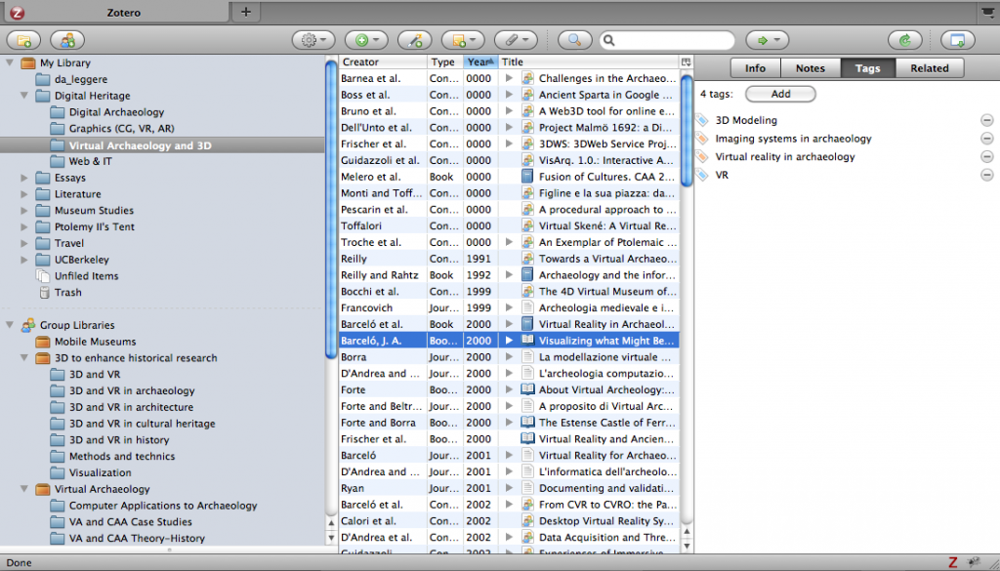 Zotero
My Library
da_leggere
Digital Heritage
Digital Archaeology
Graphics (CG, VR, AR)
Virtual Archaeology and 3D
Web & IT
Essays
Literature
Museum Studies
Ptolemy II's Tent
Travel
UCBerkeley
Unfiled Items
Trash
Group Libraries
Mobile Museums
3D to enhance historical research
3D and VR
3D and VR in archaeology
3D and VR in architecture
3D and VR in cultural heritage
3D and VR in history
Methods and technics
Visualization
Virtual Archaeology
Computer Applications to Archaeology
VA and CAA Case Studies
VA and CAA Theory-History
Creator Type Year Title
Barnea et al. Con... 0000 Challenges in the Archaeo...
Boss et al. Con... 0000 Ancient Sparta in Google ...
Bruno et al. Con... 0000 A Web3D tool for online e...
Dell'Unto et al. Con... 0000 Project Malmö 1692: a Di...
Frischer et al. Con... 0000 3DWS: 3DWeb Service Proj...
Guidazzoli et al. Con... 0000 VisArq. 1.0.: Interactive A...
Melero et al. Book 0000 Fusion of Cultures. CAA 2...
Monti and Toff... Con... 0000 Figline e la sua piazza: da...
Pescarin et al. Con... 0000 A procedural approach to ...
Toffalori Con... 0000 Virtual Skené: A Virtual Re...
Troche et al. Con... 0000 An Exemplar of Ptolemaic ...
Reilly Con... 1991 Towards a Virtual Archaeo...
Reilly and Rahtz Book 1992 Archaeology and the infor...
Bocchi et al. Con... 1999 The 4D Virtual Museum of...
Francovich Jour... 1999 Archeologia medievale e i...
Barceló et al. Book 2000 Virtual Reality in Archaeol...
Barceló, J. A. Boo... 2000 Visualizing what Might Be...
Borra Jour... 2000 La modellazione virtuale ...
D'Andrea and ... Jour... 2000 L'archeologia computazio...
Forte Boo... 2000 About Virtual Archeology:...
Forte and Beltr... Jour... 2000 A proposito di Virtual Arc...
Forte and Borra Boo... 2000 The Estense Castle of Ferr...
Frischer et al. Boo... 2000 Virtual Reality and Ancien...
Barceló Jour... 2001 Virtual Reality for Archaeo...
D'Andrea and ... Jour... 2001 L'informatica dell'archeolo...
Ryan Jour... 2001 Documenting and validati...
Barceló et al. Con... 2002 From CVR to CVRO: the Pa...
Calori et al. Con... 2002 Desktop Virtual Reality Sy...
D'Andrea et al. Con... 2002 Data Acquisition and Thre...
Guidazzoli Con... 2002 Experiences of Immersive
Info Notes Tags Related
4 tags: Add
3D Modeling
Imaging systems in archaeology
Virtual reality in archaeology
VR
Done